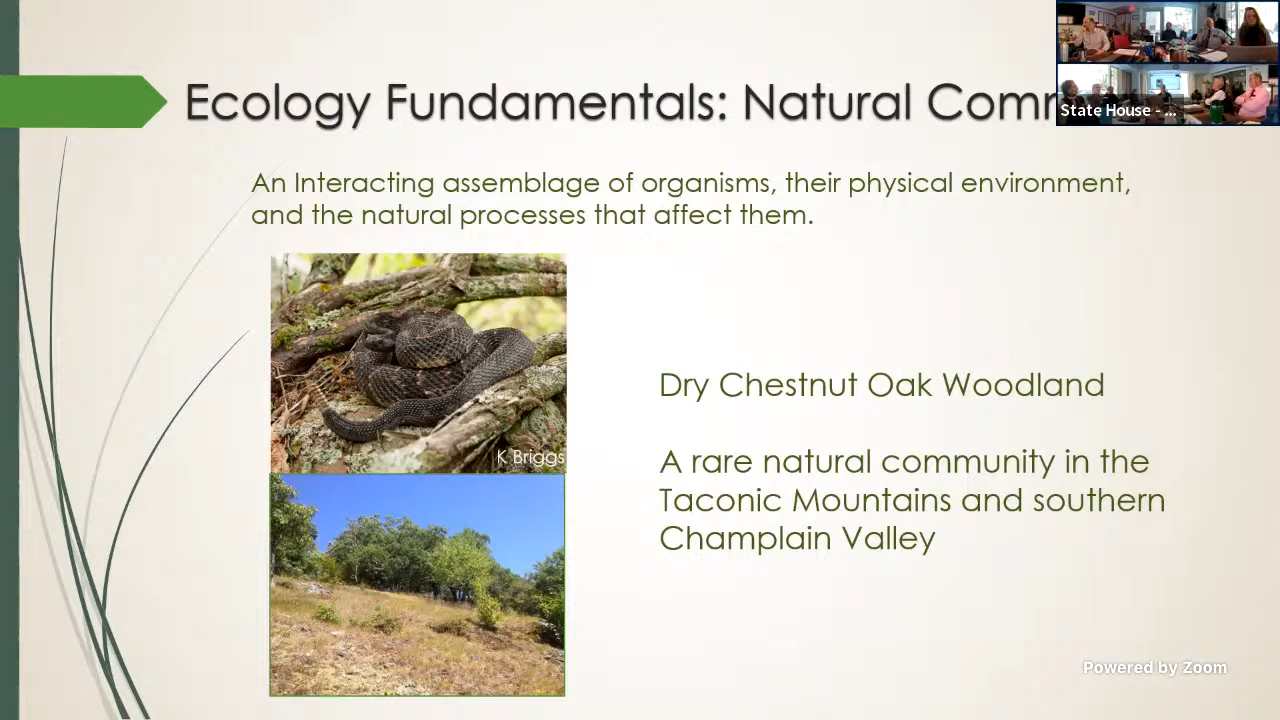 Ecology Fundamentals: Natural
State House - ...
An Interacting assemblage of organisms, their physical environment,
and the natural processes that affect them.
K Briggs
Dry Chestnut Oak Woodland
A rare natural community in the
Taconic Mountains and southern
Champlain Valley
Powered by Zoom